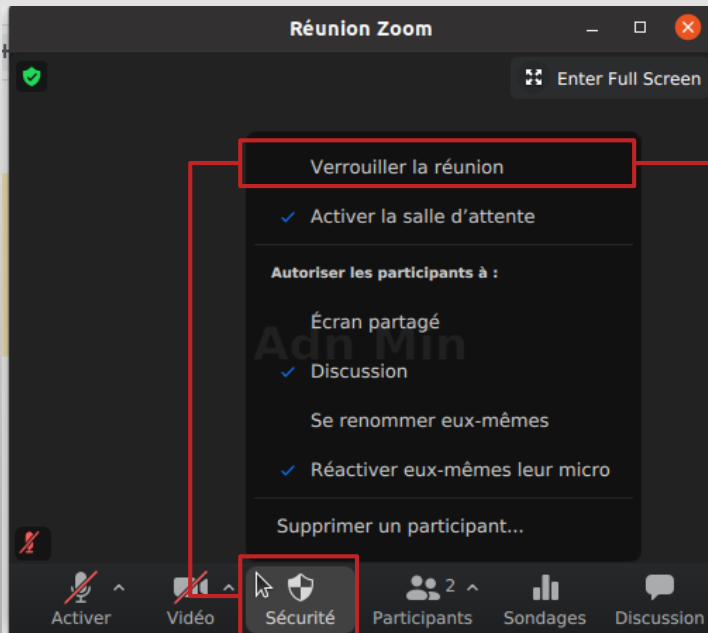 Réunion Zoom
Enter Full Screen
Verrouiller la réunion
Activer la salle d’attente
Autoriser les participants à :
Écran partagé
Adn Min
Discussion
Se renommer eux-mêmes
Réactiver eux-mêmes leur micro
Supprimer un participant...
2
Activer
Vidéo
Sécurité
Participants
Sondages
Discussion